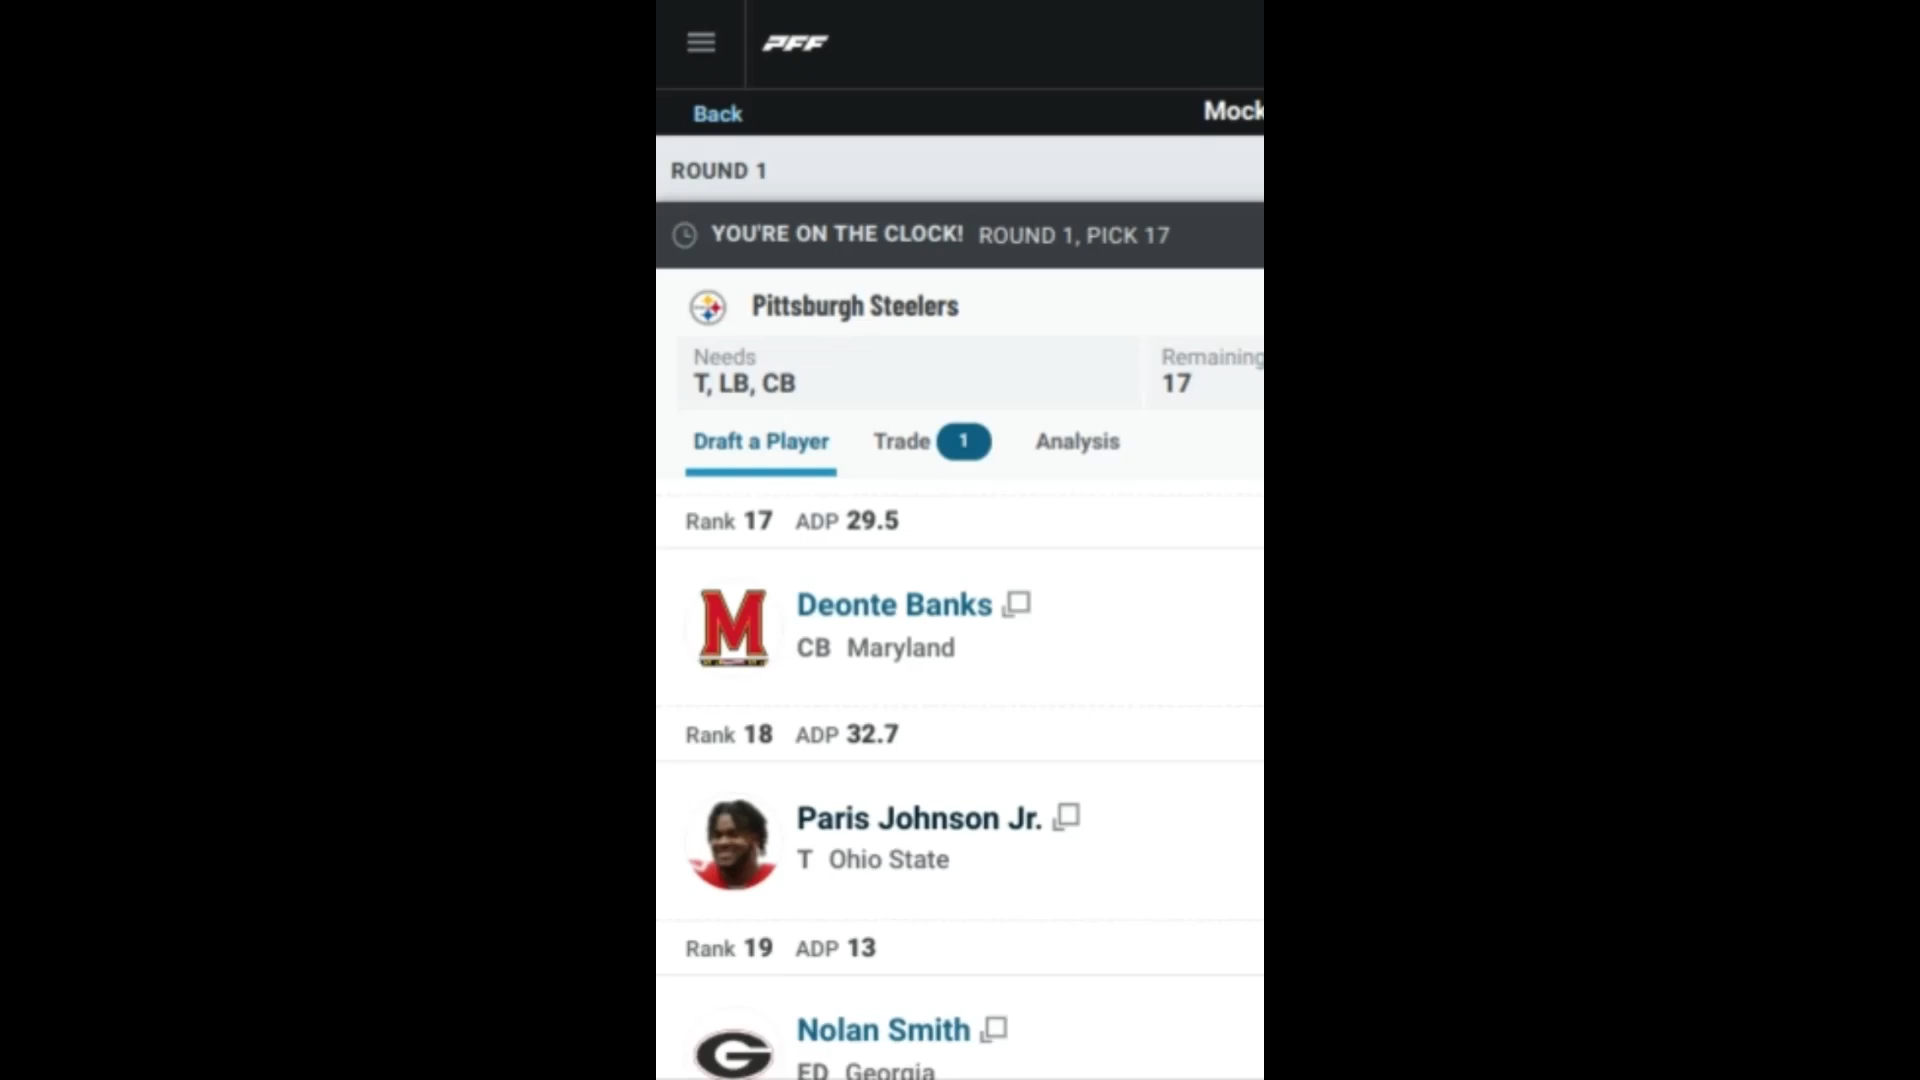 PFF
Back
Mock
ROUND 1
YOU'RE ON THE CLOCK! ROUND 1, PICK 17
Pittsburgh Steelers
Needs
Remaining
T, LB, CB
17
Draft a Player
Trade 1
Analysis
Rank 17 ADP 29.5
M
Deonte Banks
CB Maryland
Rank 18 ADP 32.7
Paris Johnson Jr.
T Ohio State
Rank 19 ADP 13
G
Nolan Smith
ED Georgia